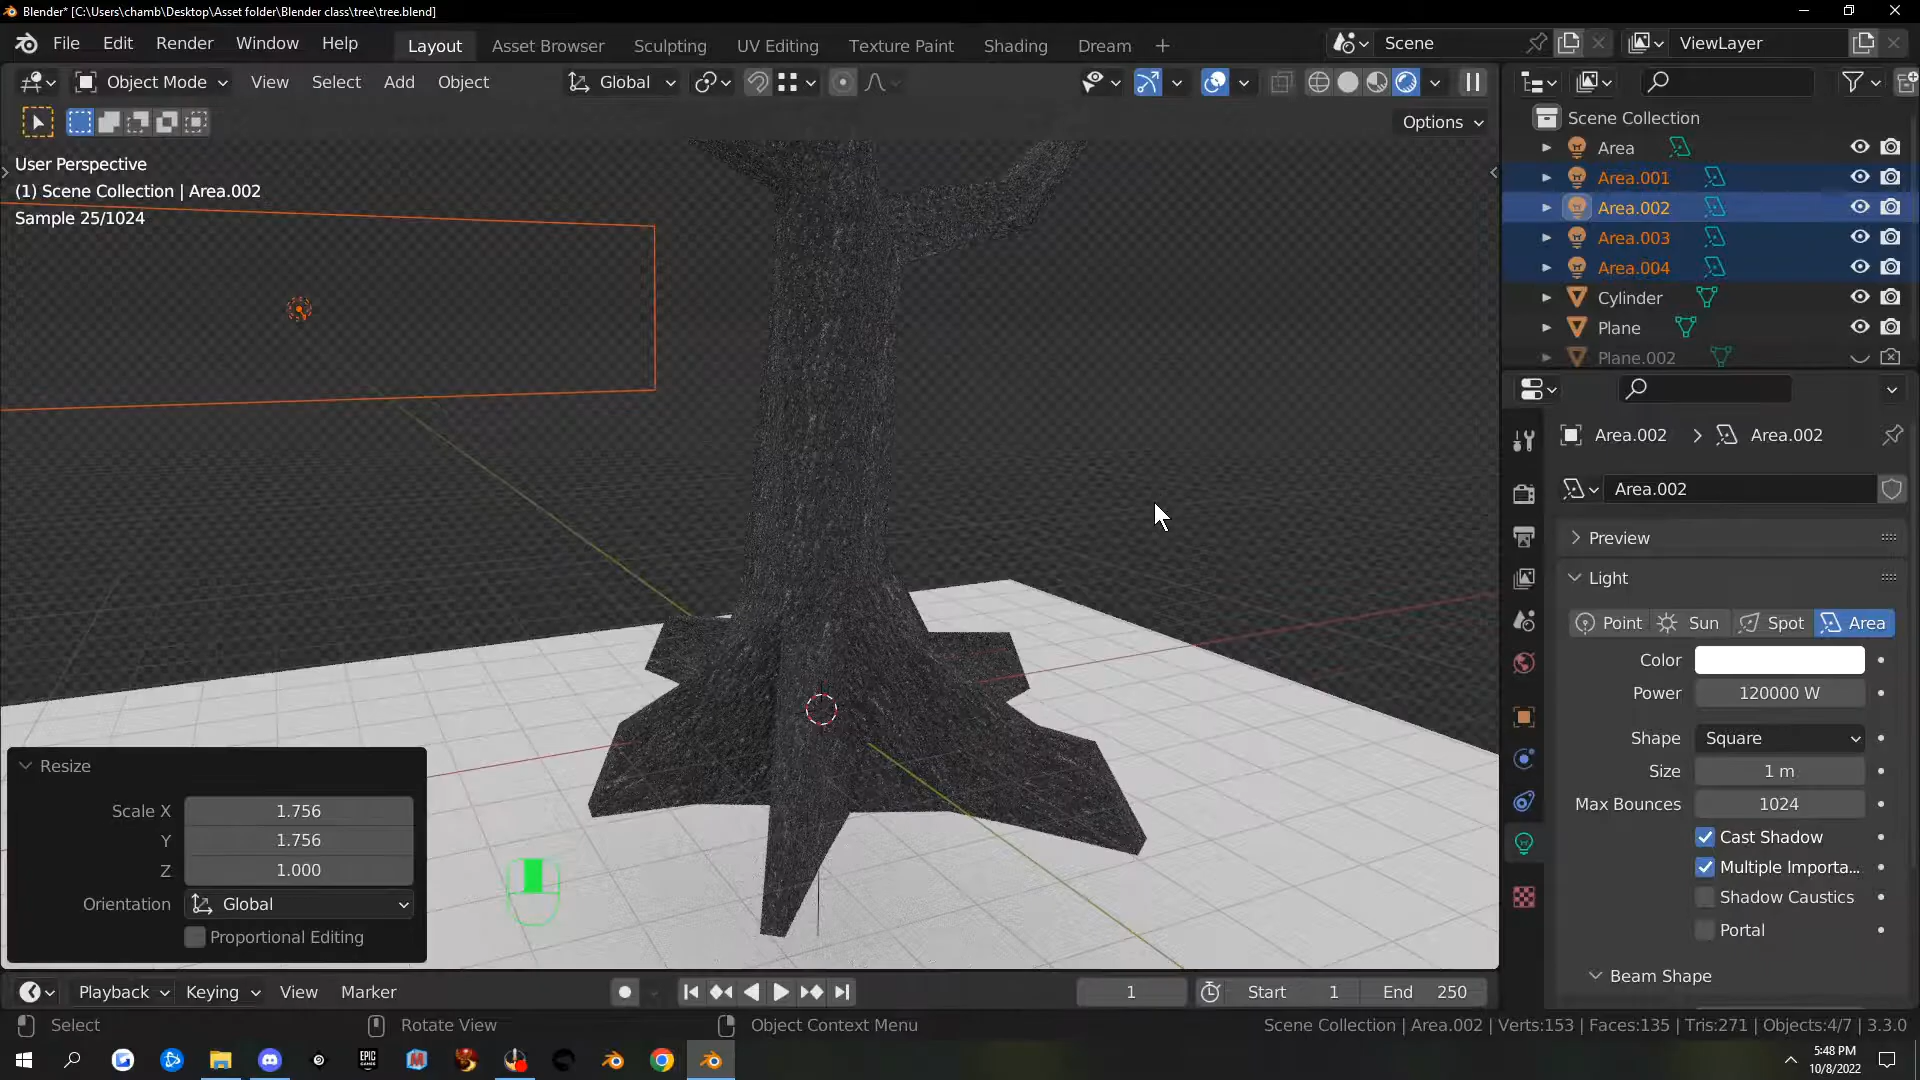 Blender* [C:\Users\chamb\Desktop\Asset folder\Blender class\tree\tree.blend]
File Edit Render Window Help Layout Asset Browser Sculpting UV Editing Texture Paint Shading Dream Scene ViewLayer
Object Mode View Select Add Object Global
Options
User Perspective
(1) Scene Collection | Area.002
Sample 25/1024
Scene Collection
Area
Area.001
Area.002
Area.003
Area.004
Cylinder
Plane
Plane.002
Area.002 Area.002
Area.002
Preview
Light
Point Sun Spot Area
Color
Power 120000 W
Shape Square
Size 1 m
Max Bounces 1024
Cast Shadow
Multiple Importa...
Shadow Caustics
Portal
Beam Shape
Resize
Scale X 1.756
Y 1.756
Z 1.000
Orientation Global
Proportional Editing
Playback Keying View Marker 1 Start 1 End 250
Select Rotate View Object Context Menu Scene Collection | Area.002 | Verts:153 | Faces:135 | Tris:271 | Objects:4/7 | 3.3.0
EPIC GAMES
5:48 PM
10/8/2022